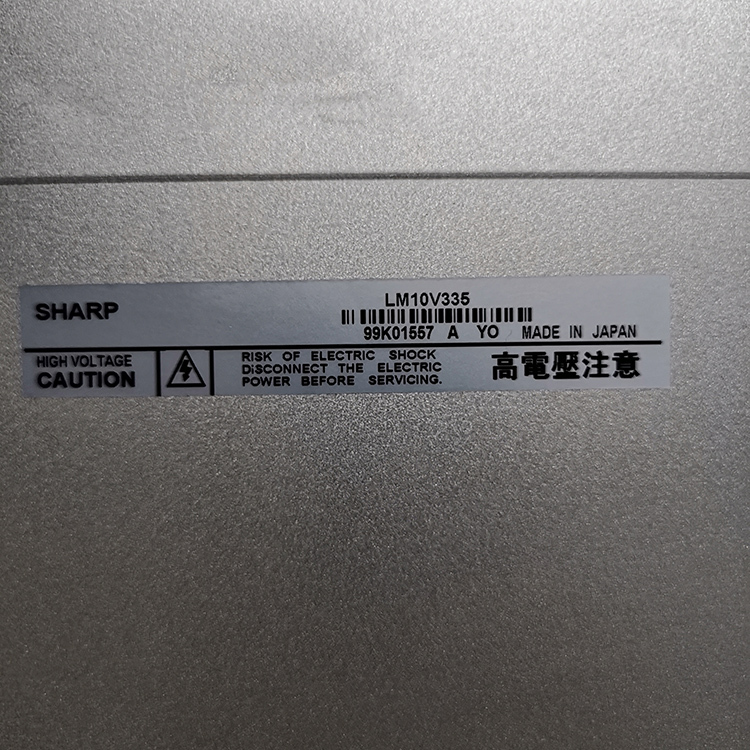 SHARP
LM10V335
99K01557 A YO MADE IN JAPAN
HIGH VOLTAGE
CAUTION
RISK OF ELECTRIC SHOCK
DiSCONNECT THE ELECTRIC
POWER BEFORE SERVICING.
高電壓注意